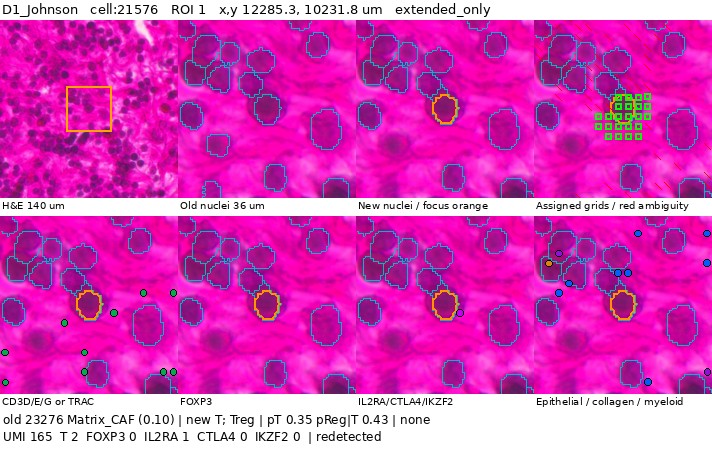 D1_Johnson cell:21576 ROI 1 x,y 12285.3, 10231.8 um extended_only
H&E 140 um
Old nuclei 36 um
New nuclei / focus orange
Assigned grids / red ambiguity
CD3D/E/G or TRAC
FOXP3
IL2RA/CTLA4/IKZF2
Epithelial / collagen / myeloid
old 23276 Matrix_CAF (0.10) | new T; Treg | pT 0.35 pReg|T 0.43 | none
UMI 165 T 2 FOXP3 0 IL2RA 1 CTLA4 0 IKZF2 0 | redetected